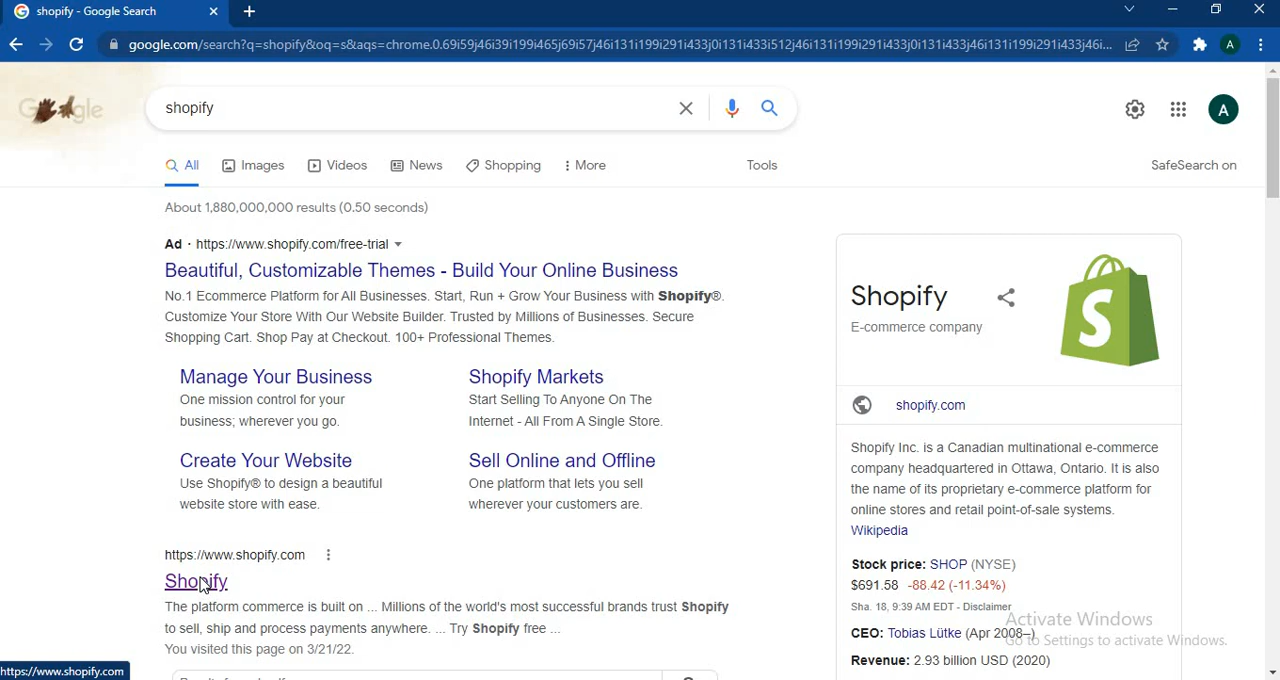 shopify - Google Search
google.com/search?q=shopify&oq=s&aqs=chrome.0.69i59j46i39i199i465j69i57j46i131i199i291i433j0i131i433i512j46i131i199i291i433j0i131i433j46i131i199i291i433j46i...
A
Google
shopify
A
All
Images
Videos
News
Shopping
More
Tools
SafeSearch on
About 1,880,000,000 results (0.50 seconds)
Ad · https://www.shopify.com/free-trial
Beautiful, Customizable Themes - Build Your Online Business
No.1 Ecommerce Platform for All Businesses. Start, Run + Grow Your Business with Shopify®.
Customize Your Store With Our Website Builder. Trusted by Millions of Businesses. Secure
Shopping Cart. Shop Pay at Checkout. 100+ Professional Themes.
Manage Your Business
One mission control for your
business; wherever you go.
Shopify Markets
Start Selling To Anyone On The
Internet - All From A Single Store.
Create Your Website
Use Shopify® to design a beautiful
website store with ease.
Sell Online and Offline
One platform that lets you sell
wherever your customers are.
https://www.shopify.com
Shopify
The platform commerce is built on ... Millions of the world's most successful brands trust Shopify
to sell, ship and process payments anywhere. ... Try Shopify free ...
You visited this page on 3/21/22.
Shopify
E-commerce company
S
shopify.com
Shopify Inc. is a Canadian multinational e-commerce
company headquartered in Ottawa, Ontario. It is also
the name of its proprietary e-commerce platform for
online stores and retail point-of-sale systems.
Wikipedia
Stock price: SHOP (NYSE)
$691.58 -88.42 (-11.34%)
Sha. 18, 9:39 AM EDT - Disclaimer
CEO: Tobias Lütke (Apr 2008–)
Revenue: 2.93 billion USD (2020)
Activate Windows
Go to Settings to activate Windows.
https://www.shopify.com